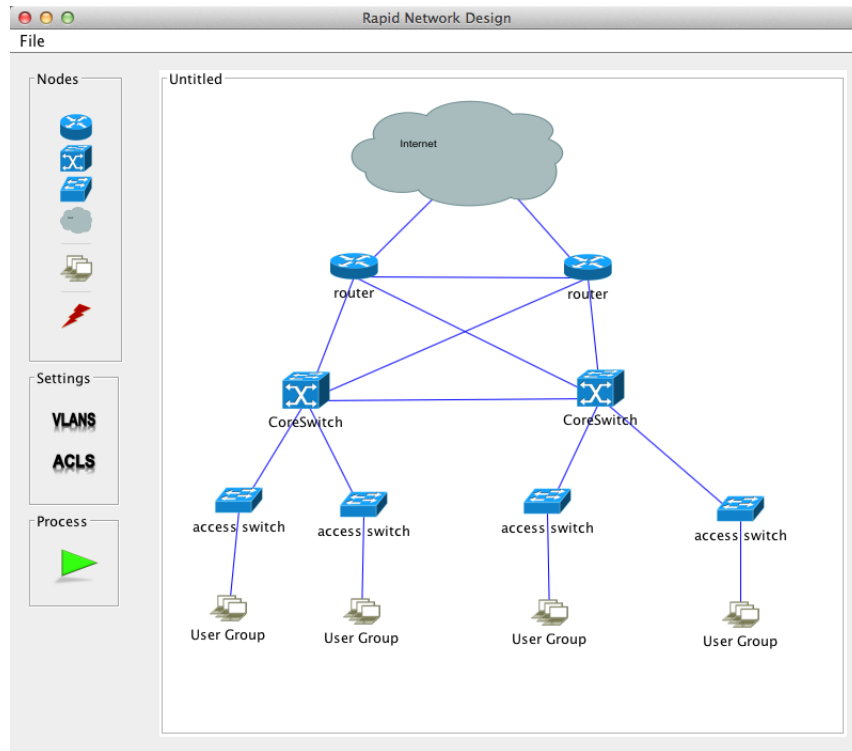 Rapid Network Design
File
Nodes
Settings
VLANS
ACLS
Process
Untitled
Internet
router
router
CoreSwitch
CoreSwitch
access switch
access switch
access switch
access switch
User Group
User Group
User Group
User Group